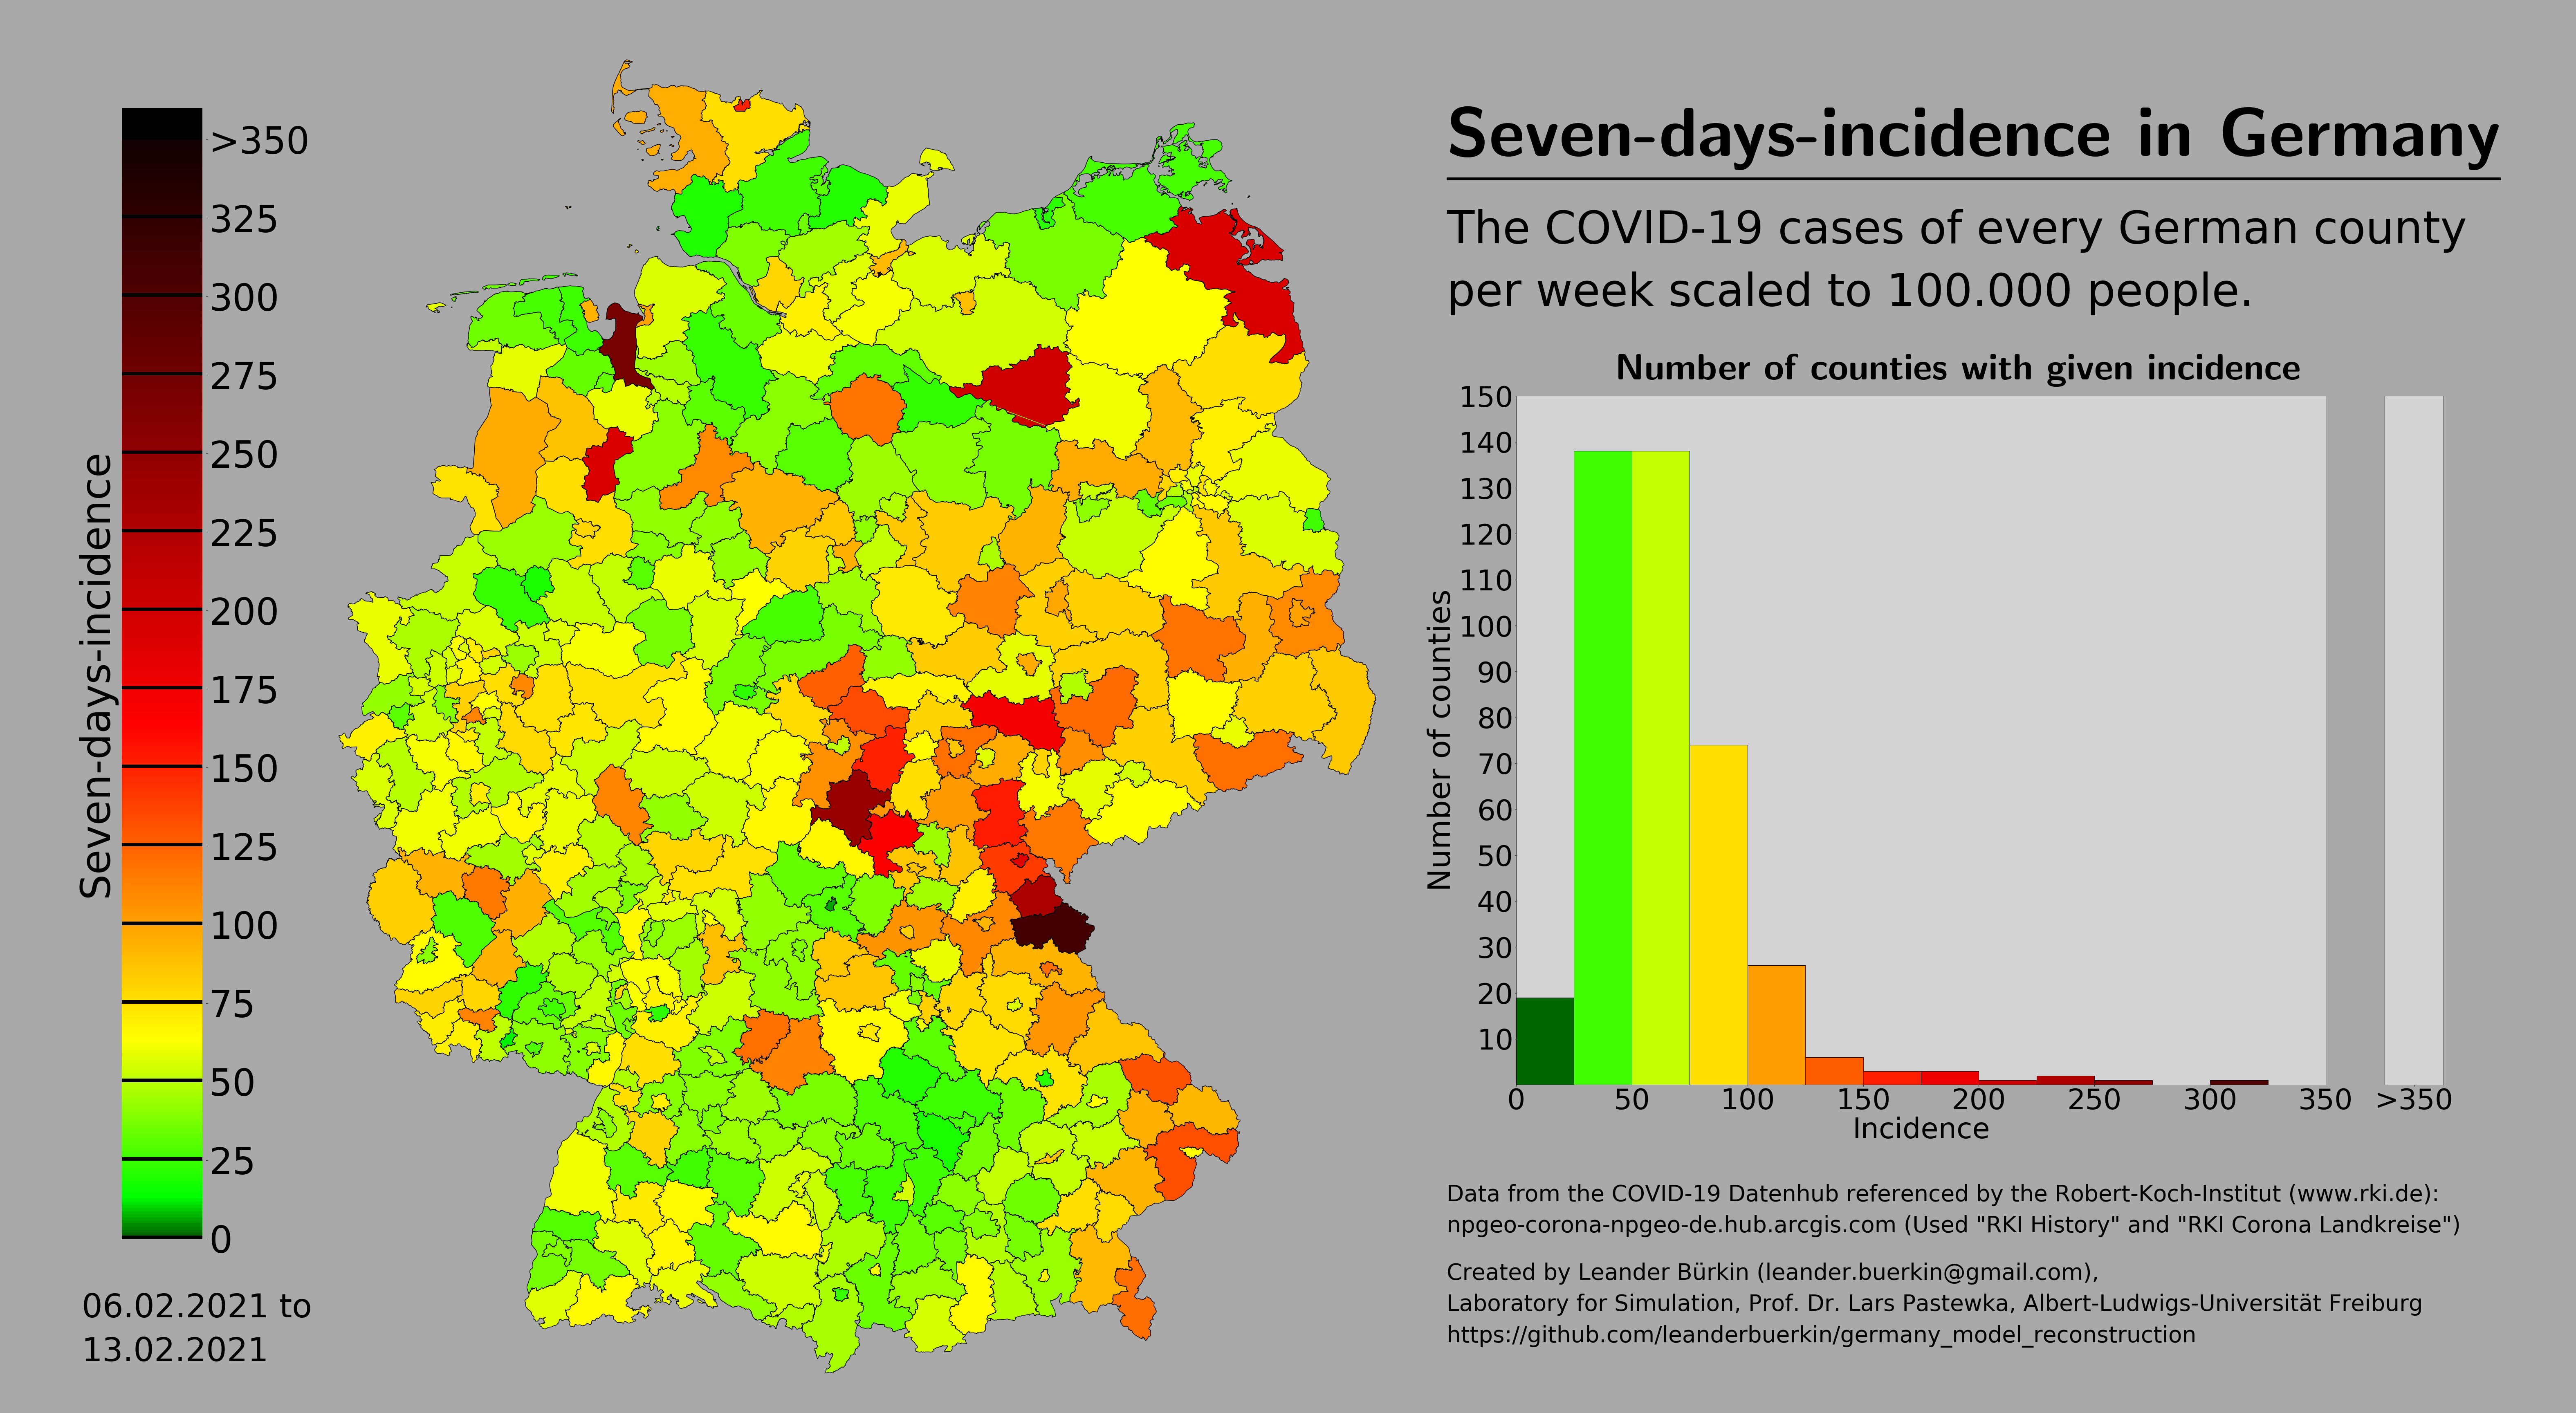 Seven-days-incidence in Germany
The COVID-19 cases of every German county
per week scaled to 100.000 people.
Seven-days-incidence
>350
325
300
275
250
225
200
175
150
125
100
75
50
25
0
06.02.2021 to
13.02.2021
Number of counties with given incidence
Number of counties
150
140
130
120
110
100
90
80
70
60
50
40
30
20
10
0 50 100 150 200 250 300 350 >350
Incidence
Data from the COVID-19 Datenhub referenced by the Robert-Koch-Institut (www.rki.de):
npgeo-corona-npgeo-de.hub.arcgis.com (Used "RKI History" and "RKI Corona Landkreise")
Created by Leander Bürkin (leander.buerkin@gmail.com),
Laboratory for Simulation, Prof. Dr. Lars Pastewka, Albert-Ludwigs-Universität Freiburg
https://github.com/leanderbuerkin/germany_model_reconstruction